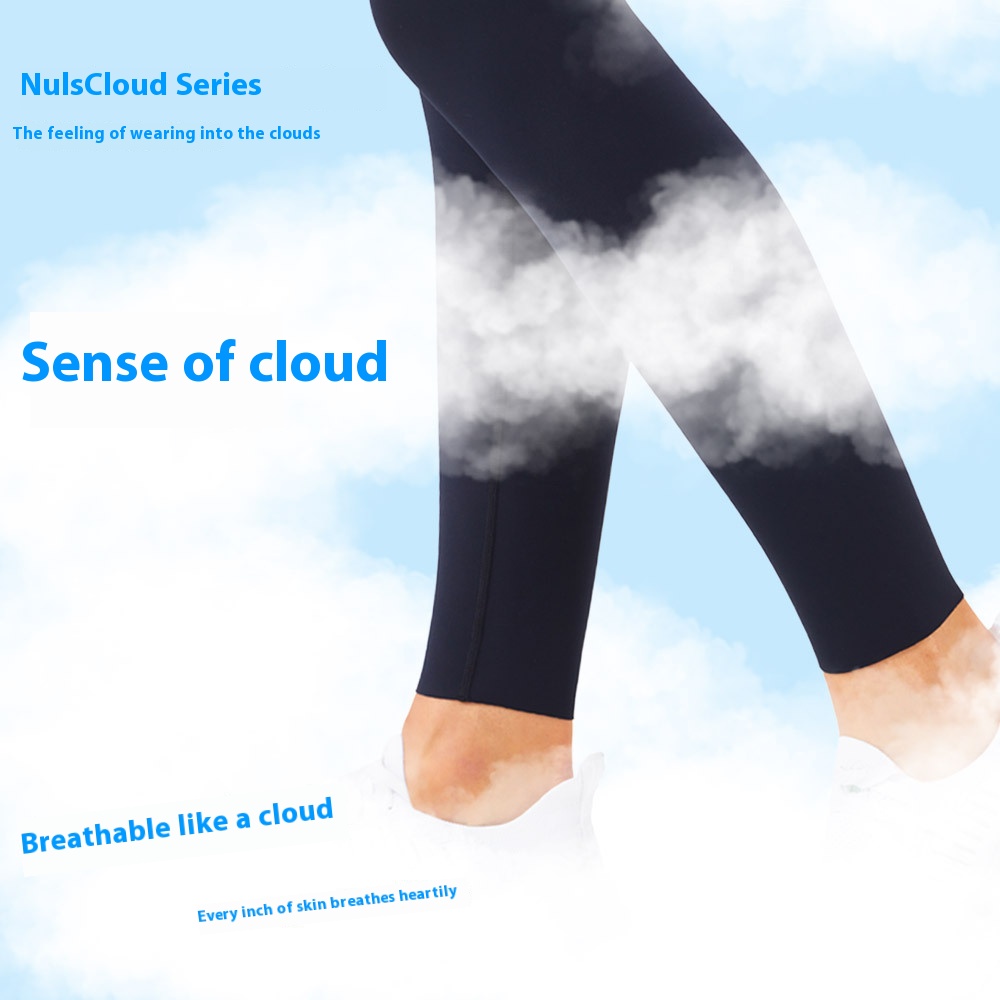 NulsCloud Series
The feeling of wearing into the clouds
Sense of cloud
Breathable like a cloud
Every inch of skin breathes heartily